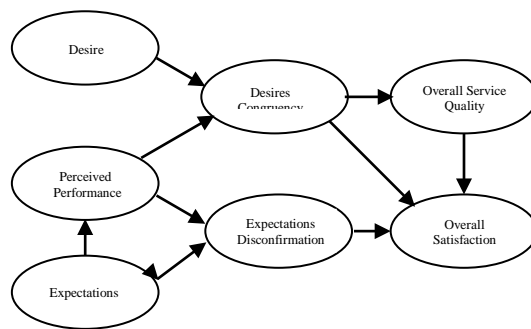 Desire
Desires
Congruency
Overall Service
Quality
Perceived
Performance
Expectations
Disconfirmation
Overall
Satisfaction
Expectations